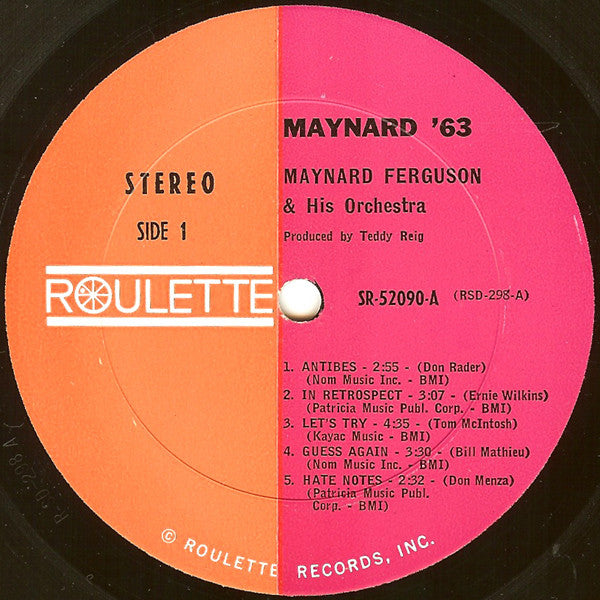 MAYNARD '63
STEREO
MAYNARD FERGUSON
& His Orchestra
SIDE 1
Produced by Teddy Reig
ROULETTE
SR-52090-A (RSD-298-A)
1. ANTIBES - 2:55 - (Don Rader)
(Nom Music Inc. - BMI)
2. IN RETROSPECT - 3:07 - (Ernie Wilkins)
(Patricia Music Publ. Corp. - BMI)
3. LET'S TRY - 4:35 - (Tom McIntosh)
(Kayac Music - BMI)
4. GUESS AGAIN - 3:30 - (Bill Mathieu)
(Nom Music Inc. - BMI)
5. HATE NOTES - 2:32 - (Don Menza)
(Patricia Music Publ.
Corp. - BMI)
© ROULETTE RECORDS, INC.